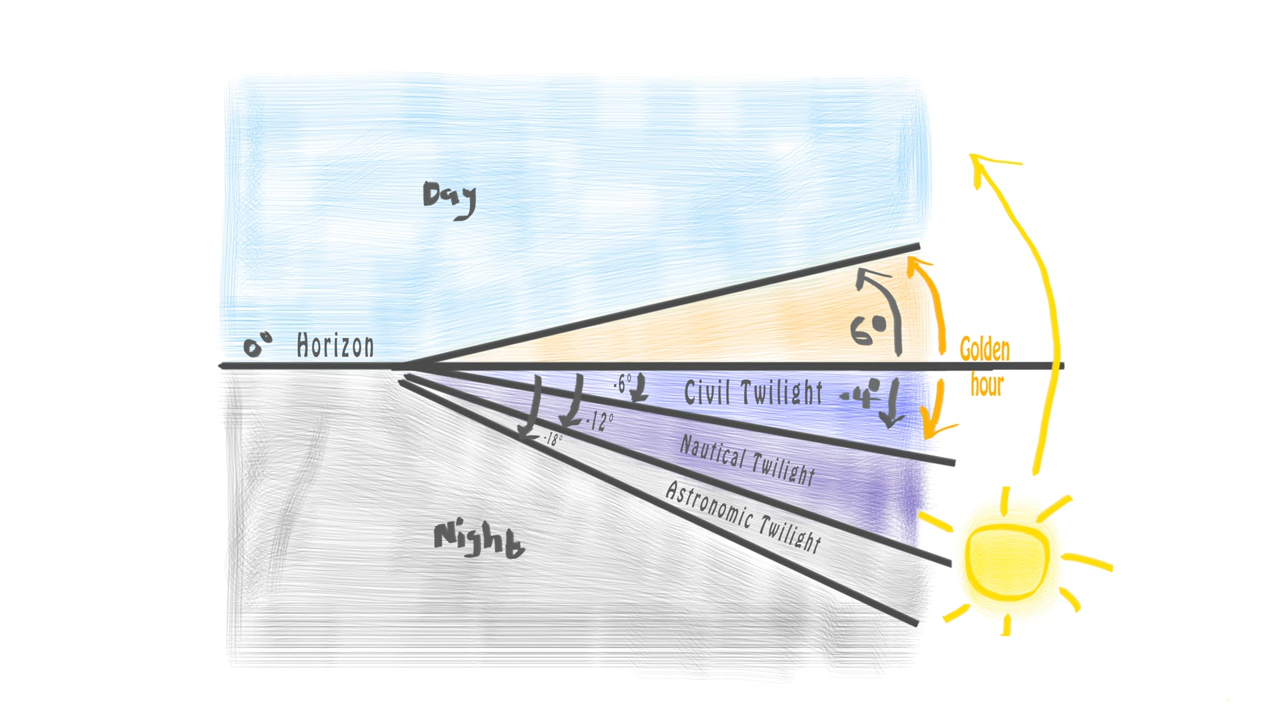 Day
6°
0° Horizon
Golden
hour
-6°
Civil Twilight
-4°
-12°
-18°
Nautical Twilight
Astronomic Twilight
Night